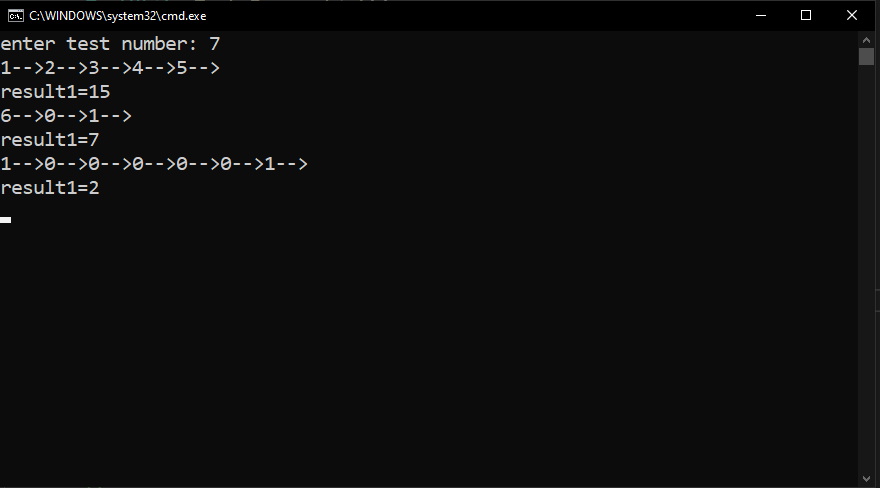 C:\WINDOWS\system32\cmd.exe
enter test number: 7
1-->2-->3-->4-->5-->
result1=15
6-->0-->1-->
result1=7
1-->0-->0-->0-->0-->0-->1-->
result1=2